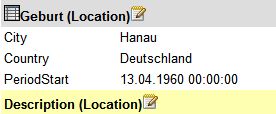 Geburt (Location)
City Hanau
Country Deutschland
PeriodStart 13.04.1960 00:00:00
Description (Location)